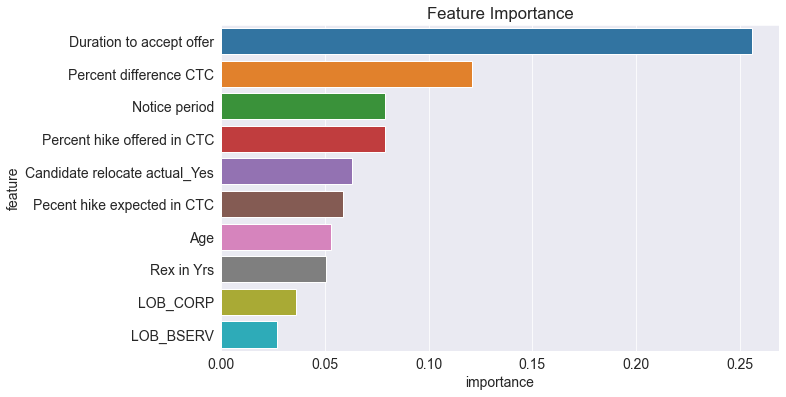 Feature Importance
feature
Duration to accept offer
Percent difference CTC
Notice period
Percent hike offered in CTC
Candidate relocate actual_Yes
Pecent hike expected in CTC
Age
Rex in Yrs
LOB_CORP
LOB_BSERV
0.00 0.05 0.10 0.15 0.20 0.25
importance